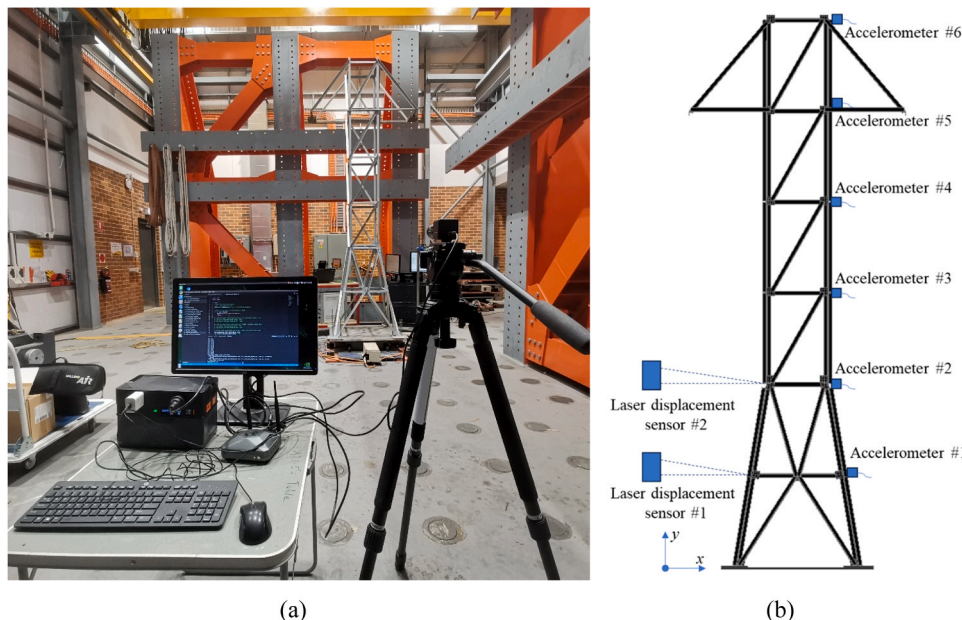 Accelerometer #6
Accelerometer #5
Accelerometer #4
Accelerometer #3
Accelerometer #2
Laser displacement
sensor #2
Accelerometer #1
Laser displacement
sensor #1
y
x
(a)
(b)